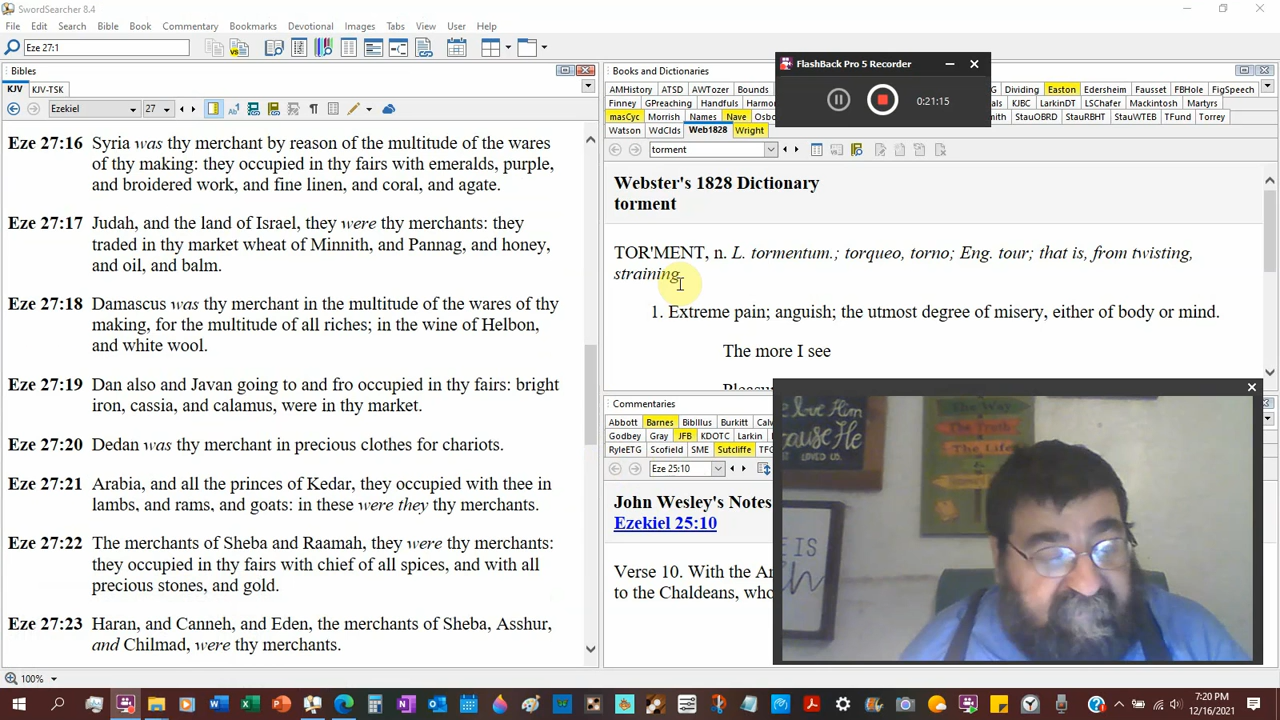 SwordSearcher 8.4
File Edit Search Bible Book Commentary Bookmarks Devotional Images Tabs View User Help
Eze 27:1
Bibles
KJV KJV-TSK
Ezekiel 27
Eze 27:16 Syria was thy merchant by reason of the multitude of the wares
of thy making: they occupied in thy fairs with emeralds, purple,
and broidered work, and fine linen, and coral, and agate.
Eze 27:17 Judah, and the land of Israel, they were thy merchants: they
traded in thy market wheat of Minnith, and Pannag, and honey,
and oil, and balm.
Eze 27:18 Damascus was thy merchant in the multitude of the wares of thy
making, for the multitude of all riches; in the wine of Helbon,
and white wool.
Eze 27:19 Dan also and Javan going to and fro occupied in thy fairs: bright
iron, cassia, and calamus, were in thy market.
Eze 27:20 Dedan was thy merchant in precious clothes for chariots.
Eze 27:21 Arabia, and all the princes of Kedar, they occupied with thee in
lambs, and rams, and goats: in these were they thy merchants.
Eze 27:22 The merchants of Sheba and Raamah, they were thy merchants:
they occupied in thy fairs with chief of all spices, and with all
precious stones, and gold.
Eze 27:23 Haran, and Canneh, and Eden, the merchants of Sheba, Asshur,
and Chilmad, were thy merchants.
100%
Books and Dictionaries
AMHistory ATSD AWTozer Bounds Dividing Easton Edersheim Fausset FBHole FigSpeech
Finney GPreaching Handfuls KJBC LarkinDT LSChafer Mackintosh Martyrs
masCyc Morrish Names Nave StauOBRD StauRBHT StauWTEB TFund Torrey
Watson WdClds Web1828 Wright
torment
Webster's 1828 Dictionary
torment
TOR'MENT, n. L. tormentum.; torqueo, torno; Eng. tour; that is, from twisting,
straining.
1. Extreme pain; anguish; the utmost degree of misery, either of body or mind.
The more I see
FlashBack Pro 5 Recorder
0:21:15
Commentaries
Abbott Barnes BiblIlus Burkitt
Godbey Gray JFB KDOTC Larkin
RyleETG Scofield SME Sutcliffe
Eze 25:10
John Wesley's Notes
Ezekiel 25:10
Verse 10. With the
to the Chaldeans, who
love Him
cause He
LOVED US.
The Way
The Truth
The Life
7:20 PM
12/16/2021